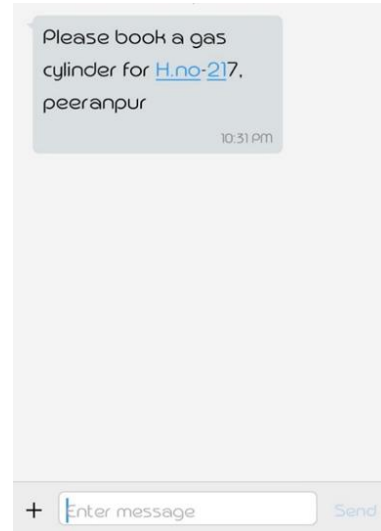 Please book a gas
cylinder for H.no-217,
peeranpur
10:31 PM
+ Enter message Send